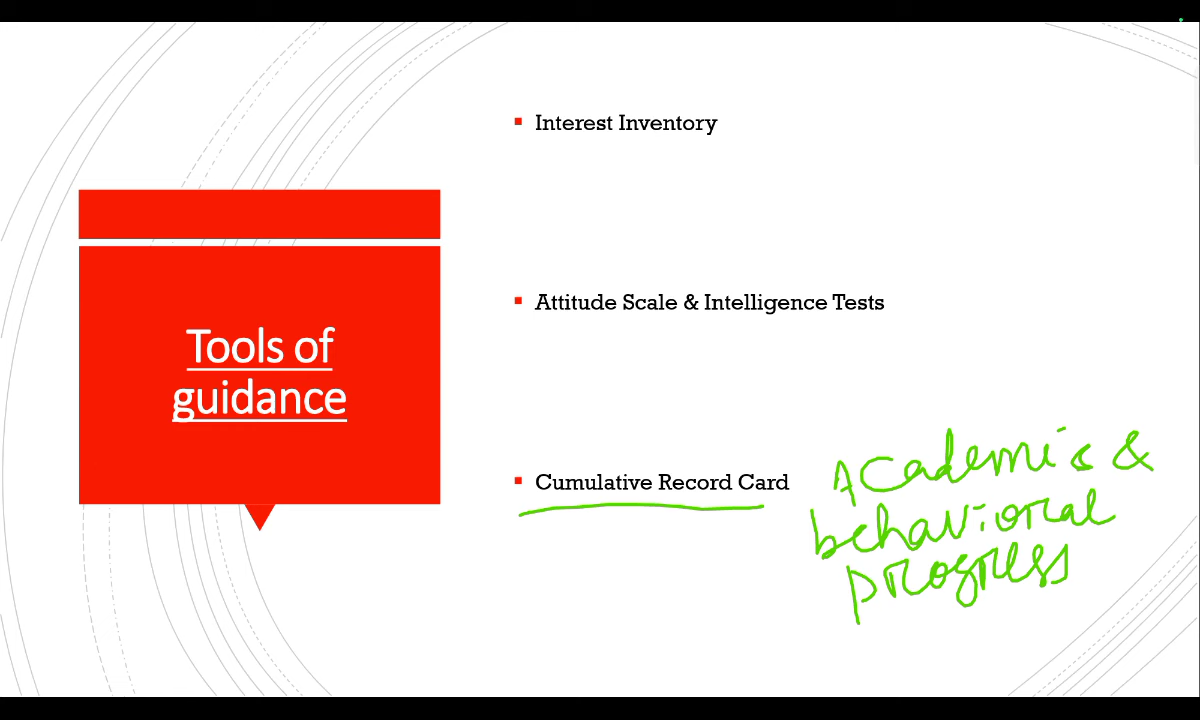 Tools of
guidance
Interest Inventory
Attitude Scale & Intelligence Tests
Cumulative Record Card
Academic &
behavioral
progress